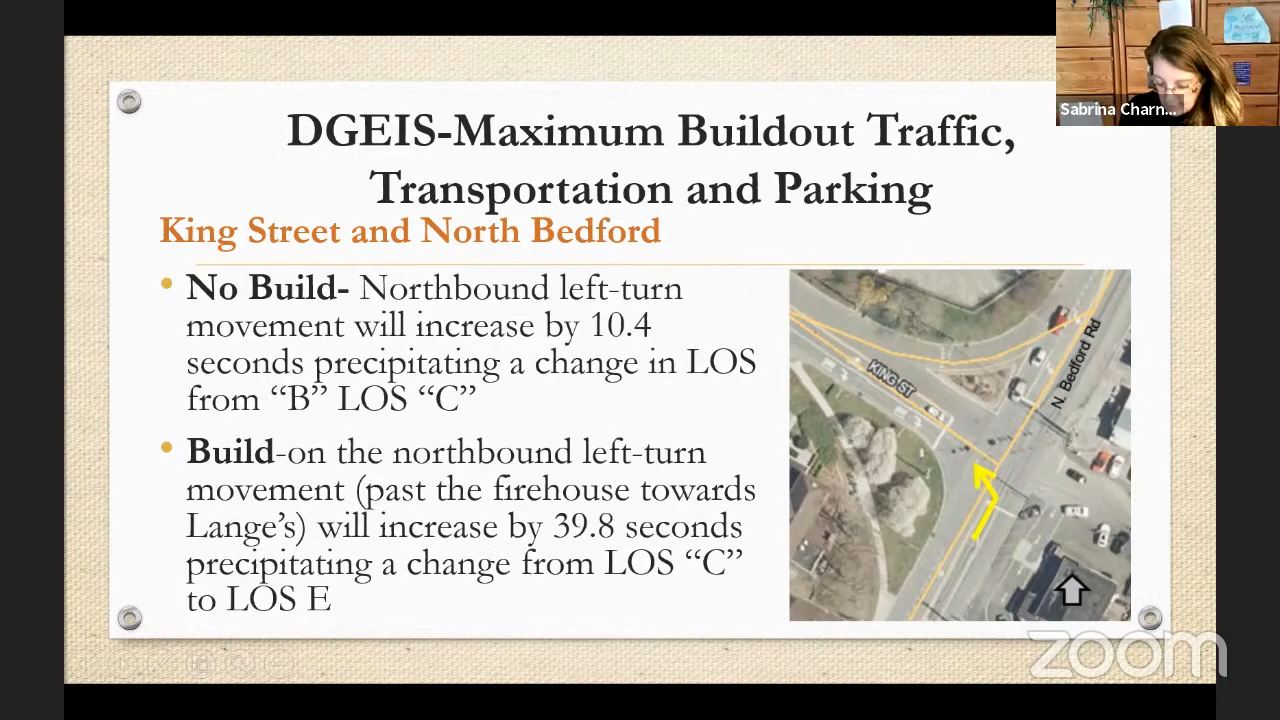 Sabrina Charn...
DGEIS-Maximum Buildout Traffic,
Transportation and Parking
King Street and North Bedford
• No Build- Northbound left-turn
movement will increase by 10.4
seconds precipitating a change in LOS
from “B” LOS “C”
• Build-on the northbound left-turn
movement (past the firehouse towards
Lange’s) will increase by 39.8 seconds
precipitating a change from LOS “C”
to LOS E
KING ST
N. Bedford Rd
zoom